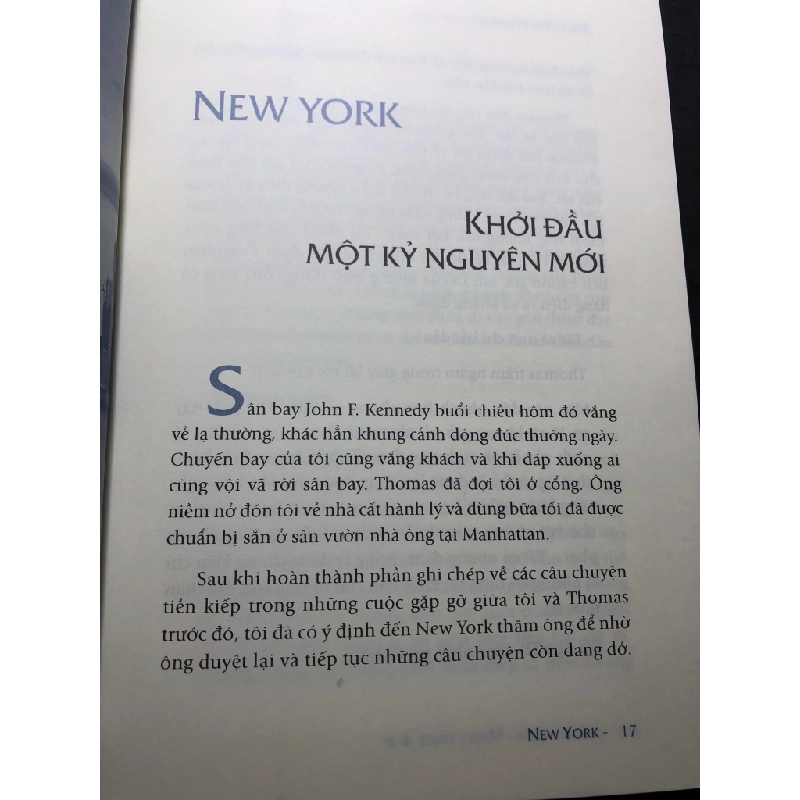 NEW YORK
KHỞI ĐẦU
MỘT KỶ NGUYÊN MỚI
Sân bay John F. Kennedy buổi chiều hôm đó vắng
vẻ lạ thường, khác hẳn khung cảnh đông đúc thường ngày.
Chuyến bay của tôi cũng vắng khách và khi đáp xuống ai
cũng vội vã rời sân bay. Thomas đã đợi tôi ở cổng. Ông
niềm nở đón tôi về nhà cất hành lý và dùng bữa tối đã được
chuẩn bị sẵn ở sân vườn nhà ông tại Manhattan.
Sau khi hoàn thành phần ghi chép về các câu chuyện
tiền kiếp trong những cuộc gặp gỡ giữa tôi và Thomas
trước đó, tôi đã có ý định đến New York thăm ông để nhờ
ông duyệt lại và tiếp tục những câu chuyện còn dang dở.
NEW YORK - 17